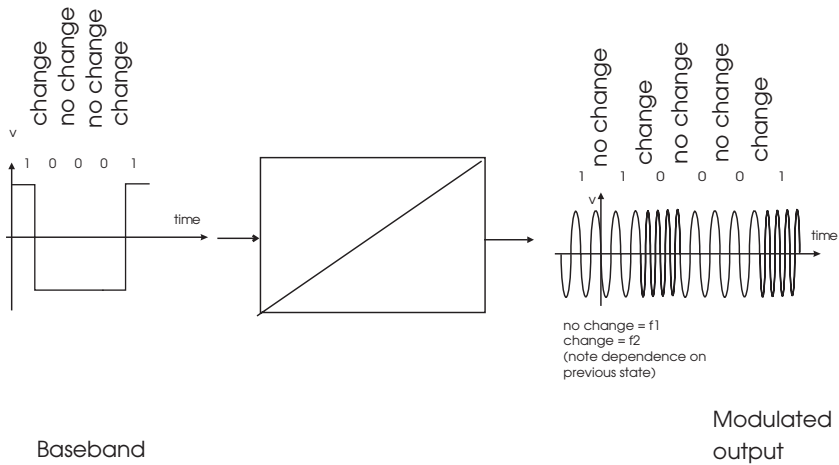 change
no change
no change
change
v
1 0 0 0 1
time
Baseband
no change
change
no change
no change
change
1 1 0 0 0 1
v
time
no change = f1
change = f2
(note dependence on
previous state)
Modulated
output